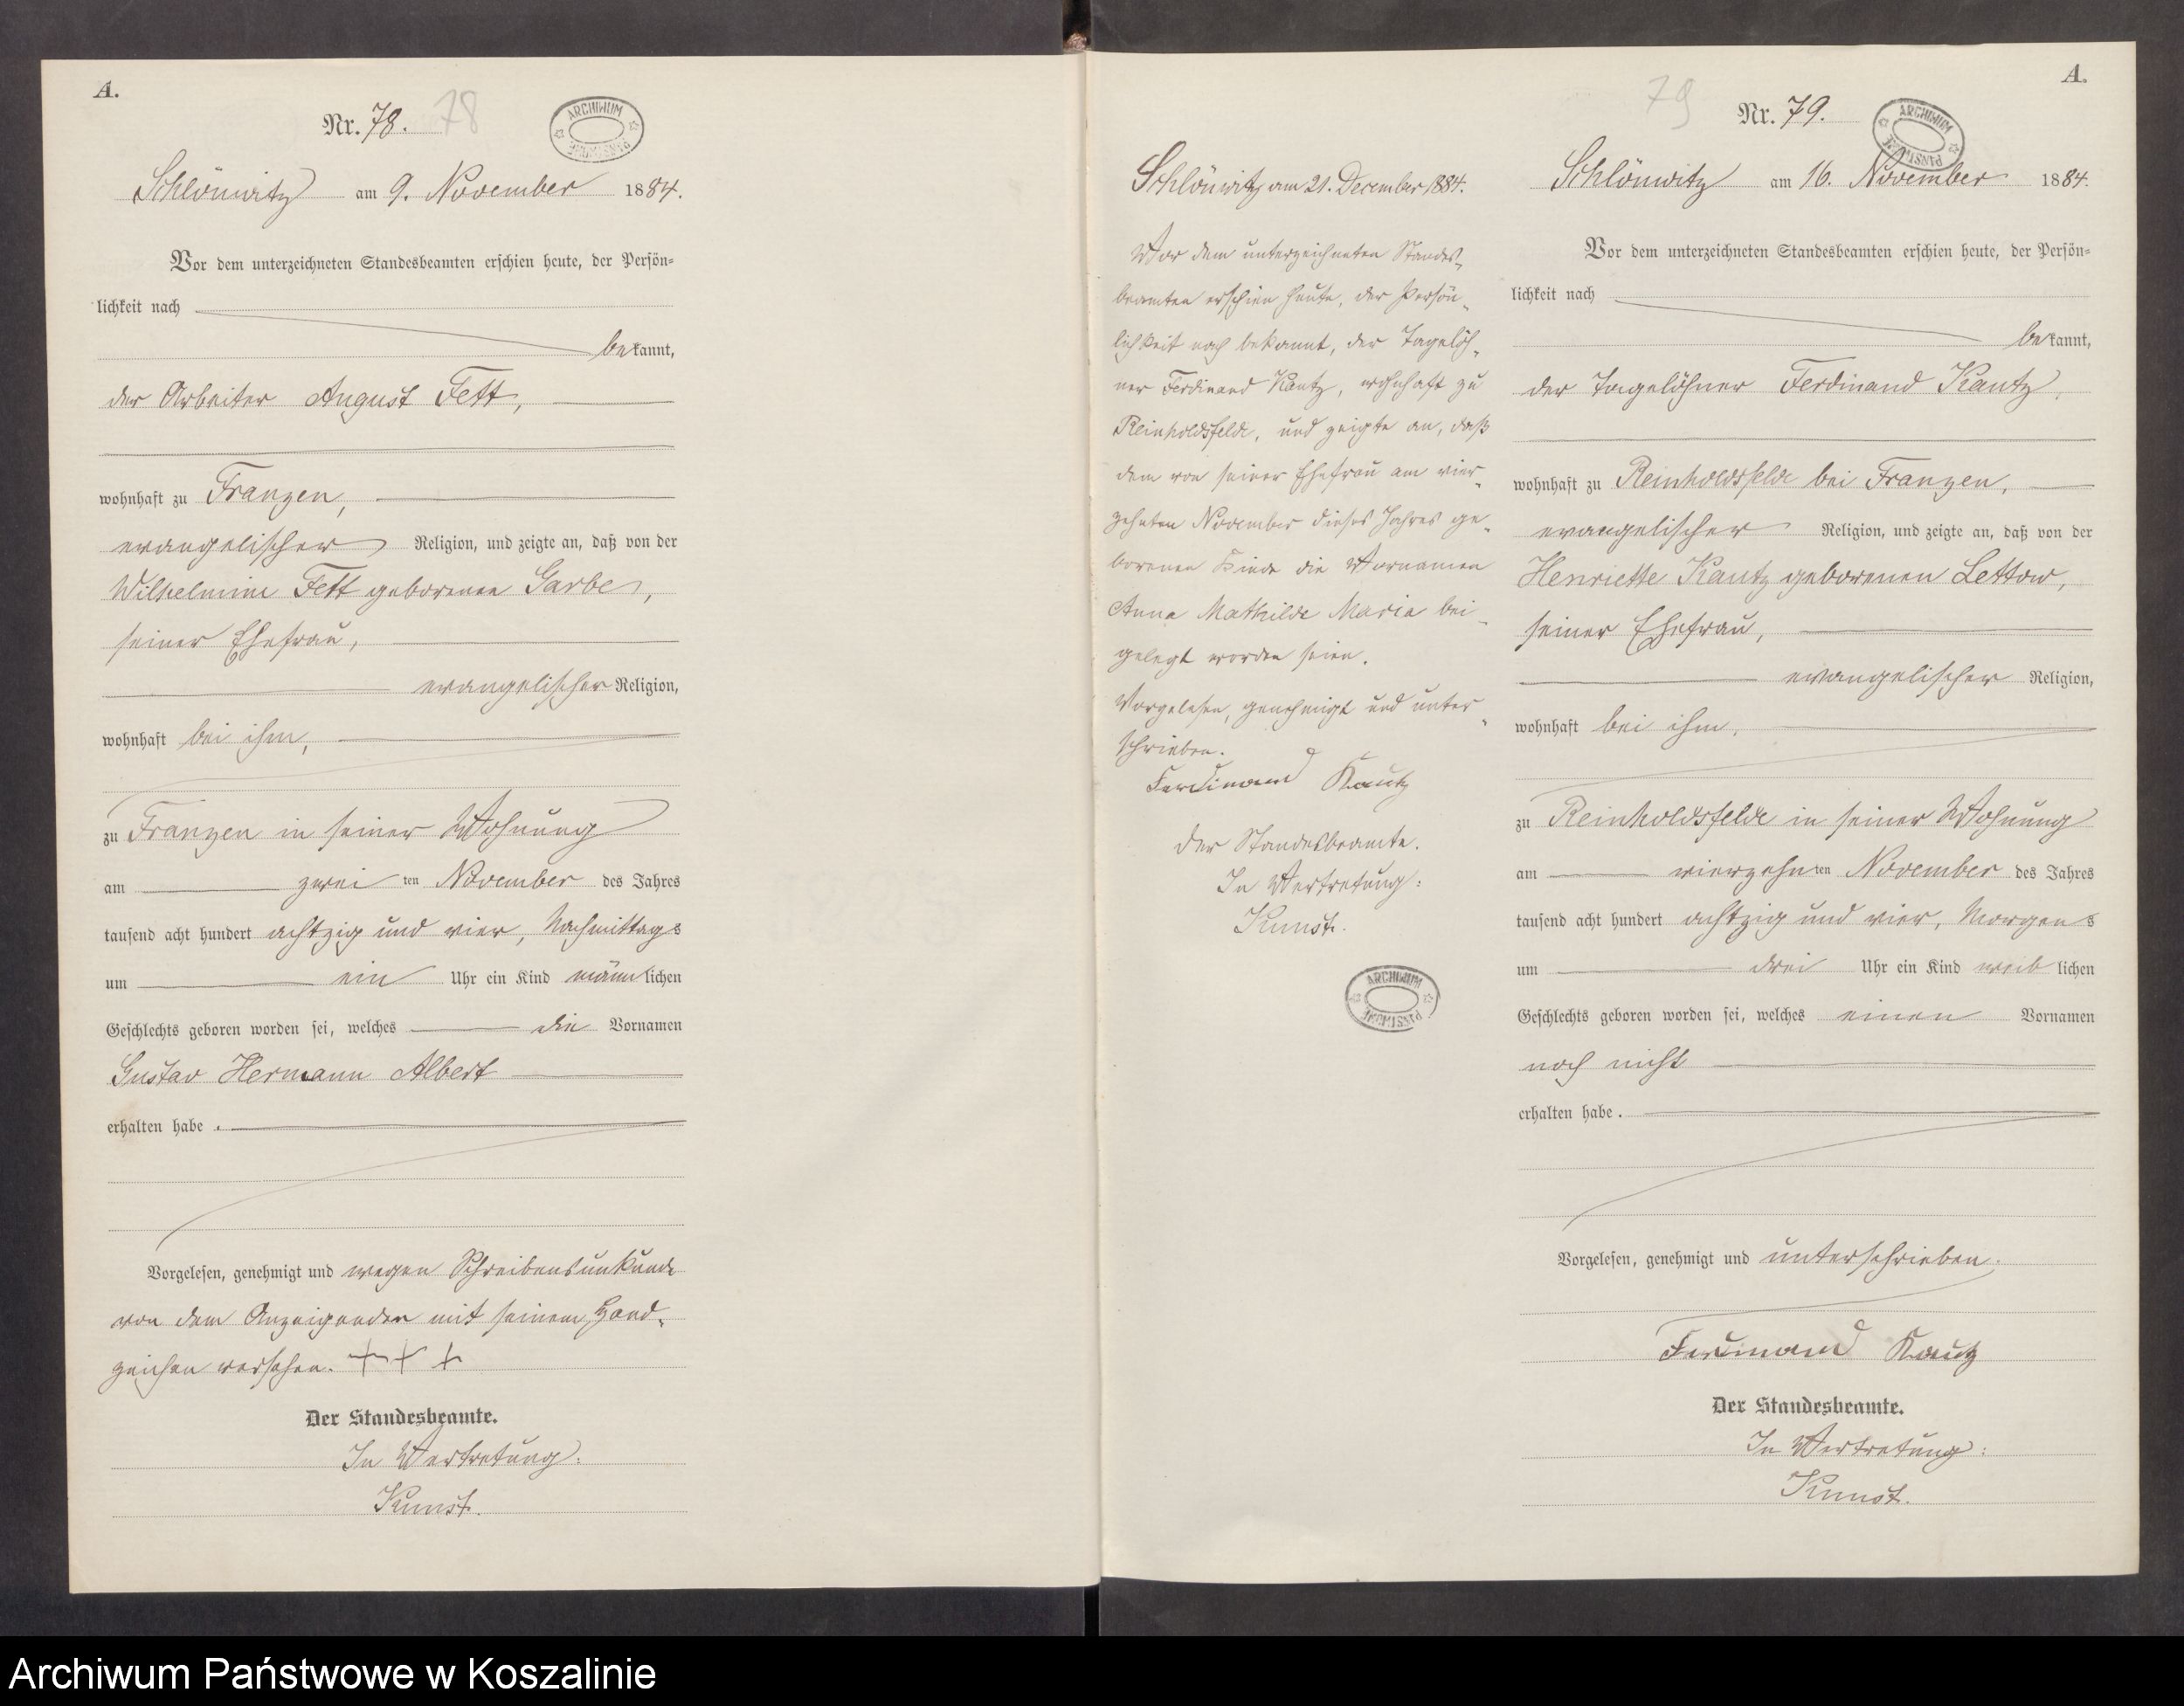 A.
Nr. 78. 78
ARCHIWUM PAŃSTWOWE
Schlönwitz am 9. November 1884.
Vor dem unterzeichneten Standesbeamten erschien heute, der Persön-
lichkeit nach
bekannt,
der Arbeiter August Fett,
wohnhaft zu Franzen,
evangelischer Religion, und zeigte an, daß von der
Wilhelmine Fett geborenen Garbe,
seiner Ehefrau,
evangelischer Religion,
wohnhaft bei ihm,
zu Franzen in seiner Wohnung
am zweiten November des Jahres
tausend acht hundert achtzig und vier, Nachmittags
um ein Uhr ein Kind männlichen
Geschlechts geboren worden sei, welches die Vornamen
Gustav Hermann Albert
erhalten habe.
Vorgelesen, genehmigt und wegen Schreibensunkunde
von dem Anzeigenden mit seinem Hand-
zeichen versehen. + + +
Der Standesbeamte.
In Vertretung:
Kunst.
Schlönwitz am 21. December 1884.
Vor dem unterzeichneten Standes-
beamten erschien heute, der Persön-
lichkeit nach bekannt, der Tagelöh-
ner Ferdinand Kautz, wohnhaft zu
Reinholdsfelde, und zeigte an, daß
dem von seiner Ehefrau am vier-
zehnten November dieses Jahres ge-
borenen Kinde die Vornamen
Anna Mathilde Maria bei-
gelegt worden seien.
Vorgelesen, genehmigt und unter-
schrieben.
Ferdinand Kautz
Der Standesbeamte.
In Vertretung:
Kunst.
ARCHIWUM PAŃSTWOWE
A.
79 Nr. 79.
ARCHIWUM PAŃSTWOWE
Schlönwitz am 16. November 1884.
Vor dem unterzeichneten Standesbeamten erschien heute, der Persön-
lichkeit nach
bekannt,
der Tagelöhner Ferdinand Kautz,
wohnhaft zu Reinholdsfelde bei Franzen,
evangelischer Religion, und zeigte an, daß von der
Henriette Kautz geborenen Lettow,
seiner Ehefrau,
evangelischer Religion,
wohnhaft bei ihm,
zu Reinholdsfelde in seiner Wohnung
am vierzehnten November des Jahres
tausend acht hundert achtzig und vier, Morgens
um drei Uhr ein Kind weiblichen
Geschlechts geboren worden sei, welches einen Vornamen
noch nicht
erhalten habe.
Vorgelesen, genehmigt und unterschrieben.
Ferdinand Kautz
Der Standesbeamte.
In Vertretung:
Kunst.
Archiwum Państwowe w Koszalinie